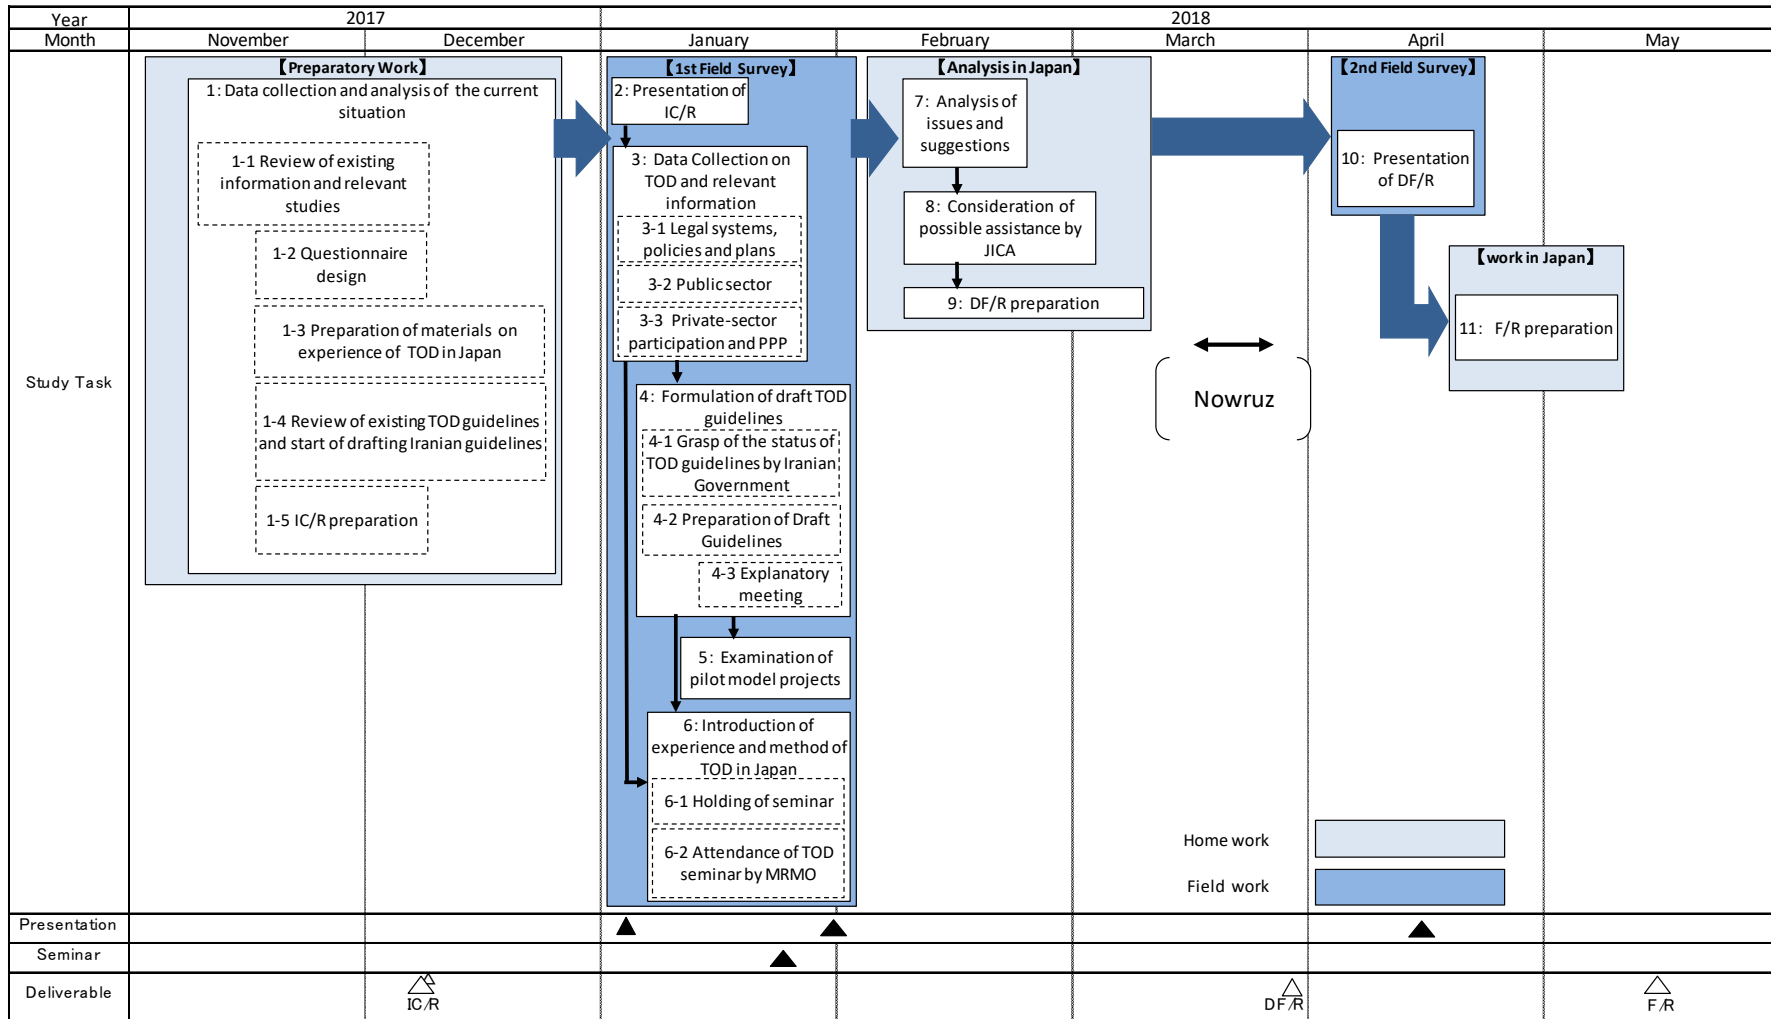 Year
2017
2018
Month
November
December
January
February
March
April
May
Study Task
【Preparatory Work】
1: Data collection and analysis of the current
situation
1-1 Review of existing
information and relevant
studies
1-2 Questionnaire
design
1-3 Preparation of materials on
experience of TOD in Japan
1-4 Review of existing TOD guidelines
and start of drafting Iranian guidelines
1-5 IC/R preparation
【1st Field Survey】
2: Presentation of
IC/R
3: Data Collection on
TOD and relevant
information
3-1 Legal systems,
policies and plans
3-2 Public sector
3-3 Private-sector
participation and PPP
4: Formulation of draft TOD
guidelines
4-1 Grasp of the status of
TOD guidelines by Iranian
Government
4-2 Preparation of Draft
Guidelines
4-3 Explanatory
meeting
5: Examination of
pilot model projects
6: Introduction of
experience and method of
TOD in Japan
6-1 Holding of seminar
6-2 Attendance of TOD
seminar by MRMO
【Analysis in Japan】
7: Analysis of
issues and
suggestions
8: Consideration of
possible assistance by
JICA
9: DF/R preparation
Nowruz
【2nd Field Survey】
10: Presentation
of DF/R
【work in Japan】
11: F/R preparation
Home work
Field work
Presentation
Seminar
Deliverable
IC/R
DF/R
F/R